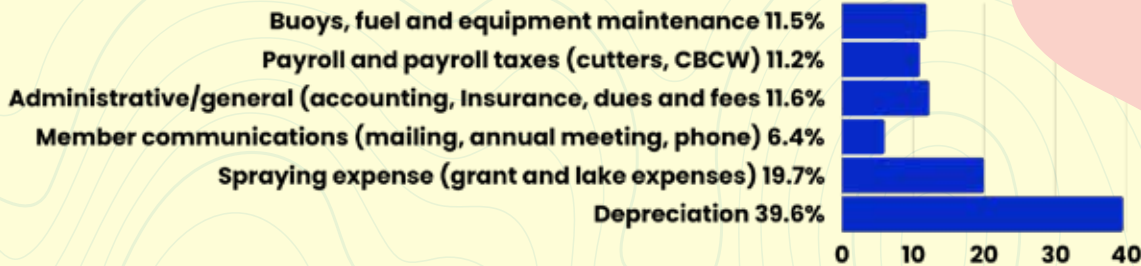 Buoys, fuel and equipment maintenance 11.5%
Payroll and payroll taxes (cutters, CBCW) 11.2%
Administrative/general (accounting, Insurance, dues and fees 11.6%
Member communications (mailing, annual meeting, phone) 6.4%
Spraying expense (grant and lake expenses) 19.7%
Depreciation 39.6%
0 10 20 30 40